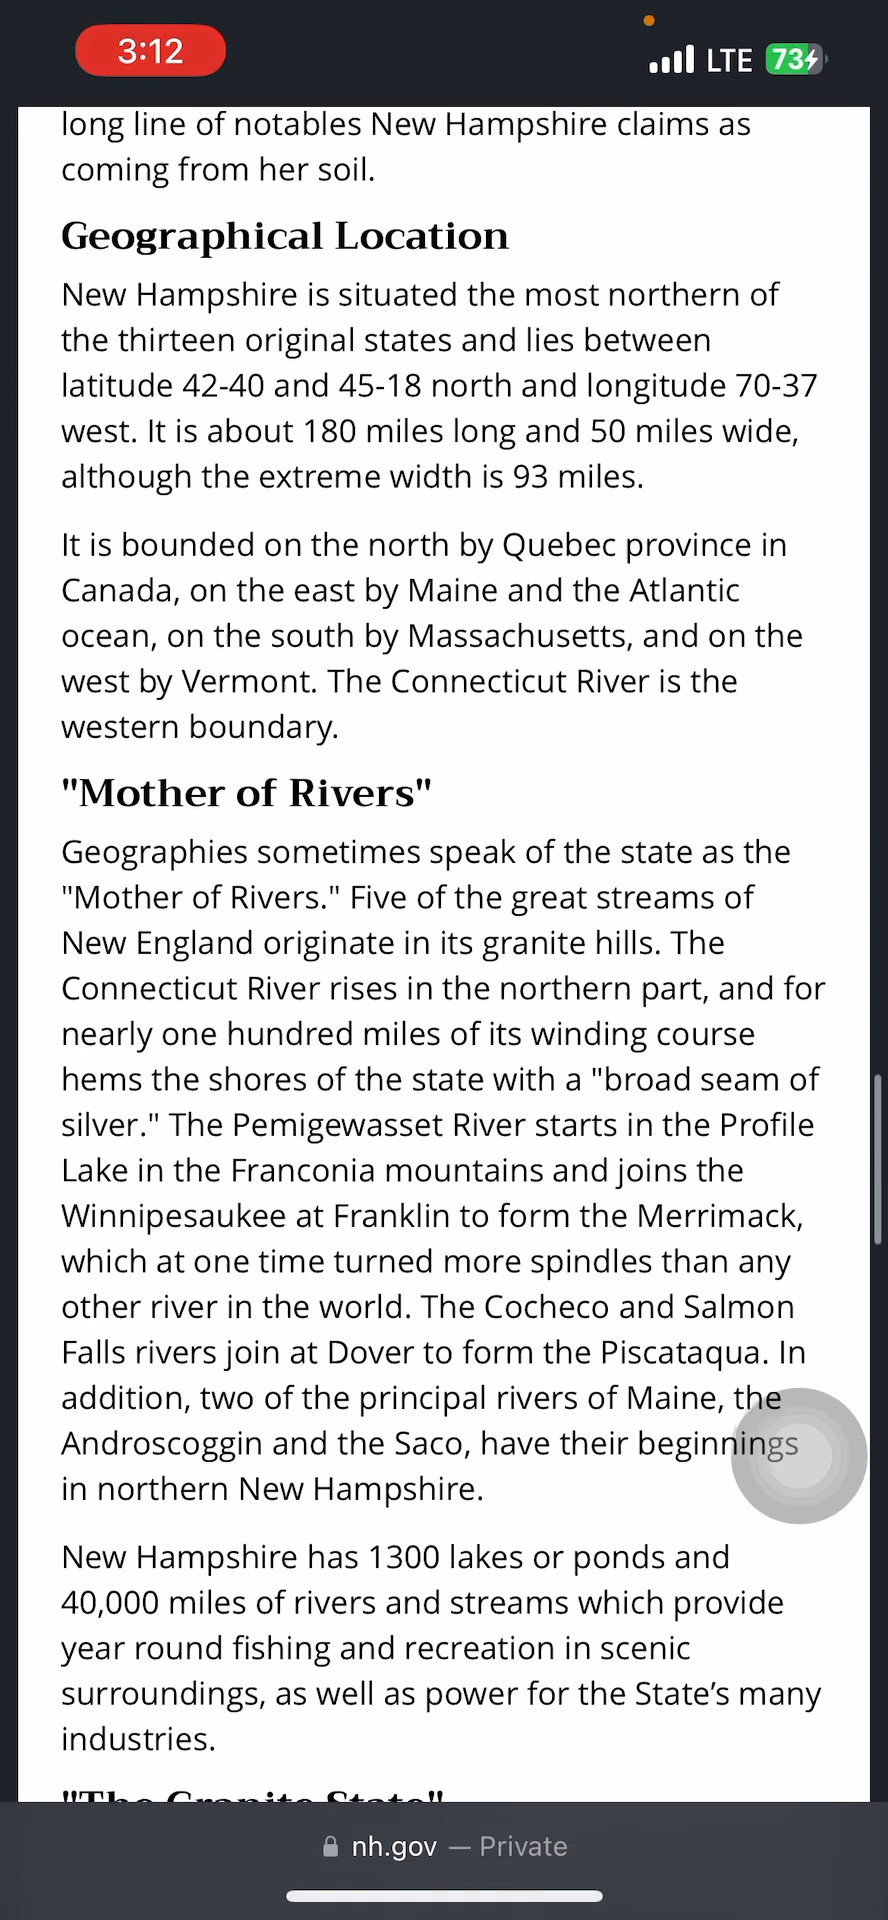 3:12
LTE 73
long line of notables New Hampshire claims as
coming from her soil.
Geographical Location
New Hampshire is situated the most northern of
the thirteen original states and lies between
latitude 42-40 and 45-18 north and longitude 70-37
west. It is about 180 miles long and 50 miles wide,
although the extreme width is 93 miles.
It is bounded on the north by Quebec province in
Canada, on the east by Maine and the Atlantic
ocean, on the south by Massachusetts, and on the
west by Vermont. The Connecticut River is the
western boundary.
"Mother of Rivers"
Geographies sometimes speak of the state as the
"Mother of Rivers." Five of the great streams of
New England originate in its granite hills. The
Connecticut River rises in the northern part, and for
nearly one hundred miles of its winding course
hems the shores of the state with a "broad seam of
silver." The Pemigewasset River starts in the Profile
Lake in the Franconia mountains and joins the
Winnipesaukee at Franklin to form the Merrimack,
which at one time turned more spindles than any
other river in the world. The Cocheco and Salmon
Falls rivers join at Dover to form the Piscataqua. In
addition, two of the principal rivers of Maine, the
Androscoggin and the Saco, have their beginnings
in northern New Hampshire.
New Hampshire has 1300 lakes or ponds and
40,000 miles of rivers and streams which provide
year round fishing and recreation in scenic
surroundings, as well as power for the State’s many
industries.
"The Granite State"
nh.gov — Private